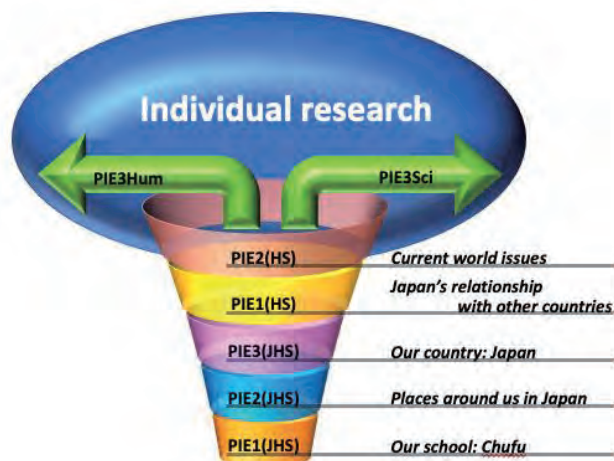 Individual research
PIE3Hum
PIE3Sci
PIE2(HS)
Current world issues
PIE1(HS)
Japan's relationship
with other countries
PIE3(JHS)
Our country: Japan
PIE2(JHS)
Places around us in Japan
PIE1(JHS)
Our school: Chufu